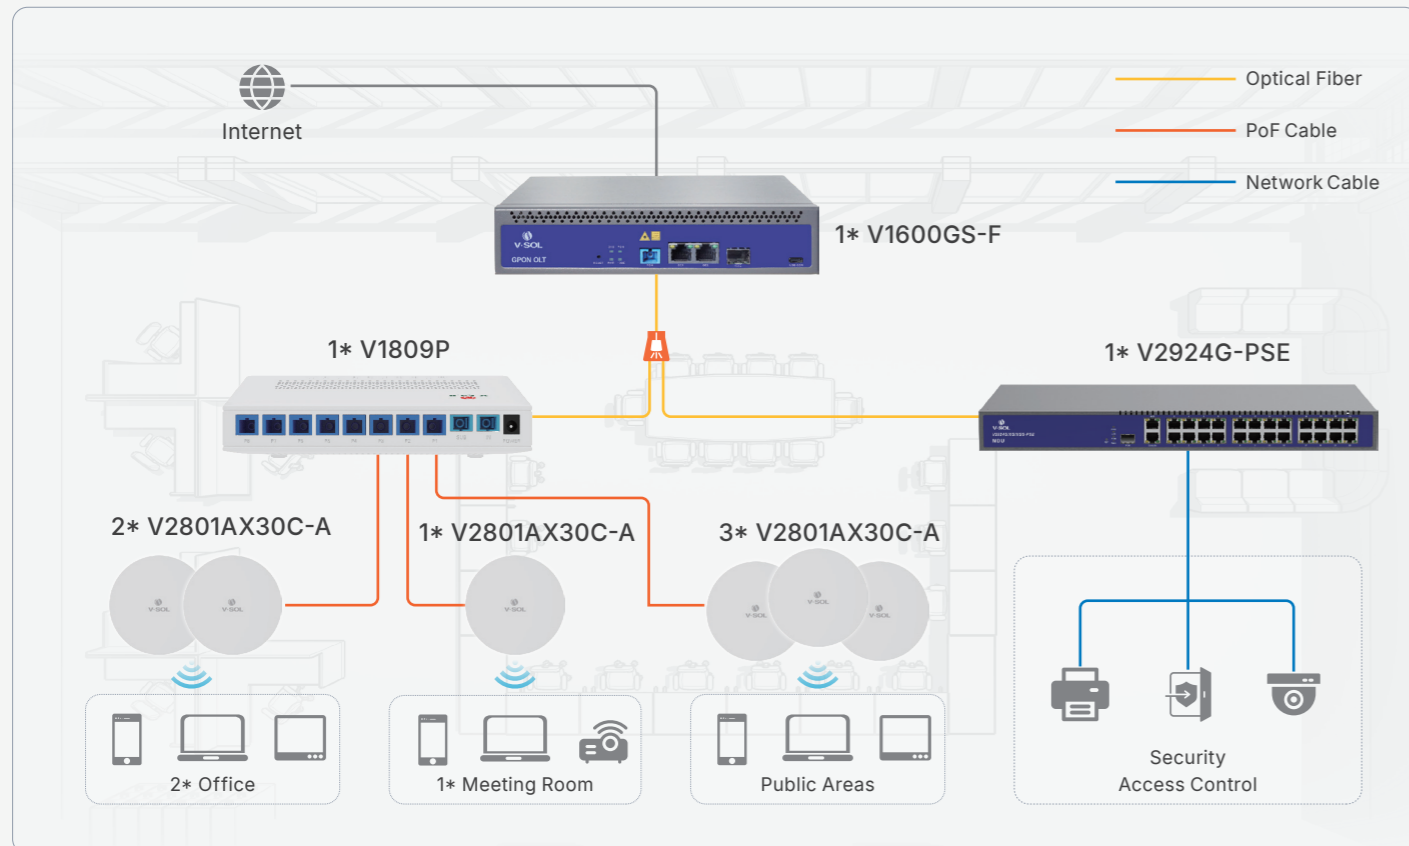 Internet
Optical Fiber
PoF Cable
Network Cable
V·SOL
GPON OLT
1* V1600GS-F
1* V1809P
1* V2924G-PSE
V·SOL
2* V2801AX30C-A
1* V2801AX30C-A
3* V2801AX30C-A
V·SOL
V·SOL
V·SOL
V·SOL
V·SOL
V·SOL
2* Office
1* Meeting Room
Public Areas
Security
Access Control